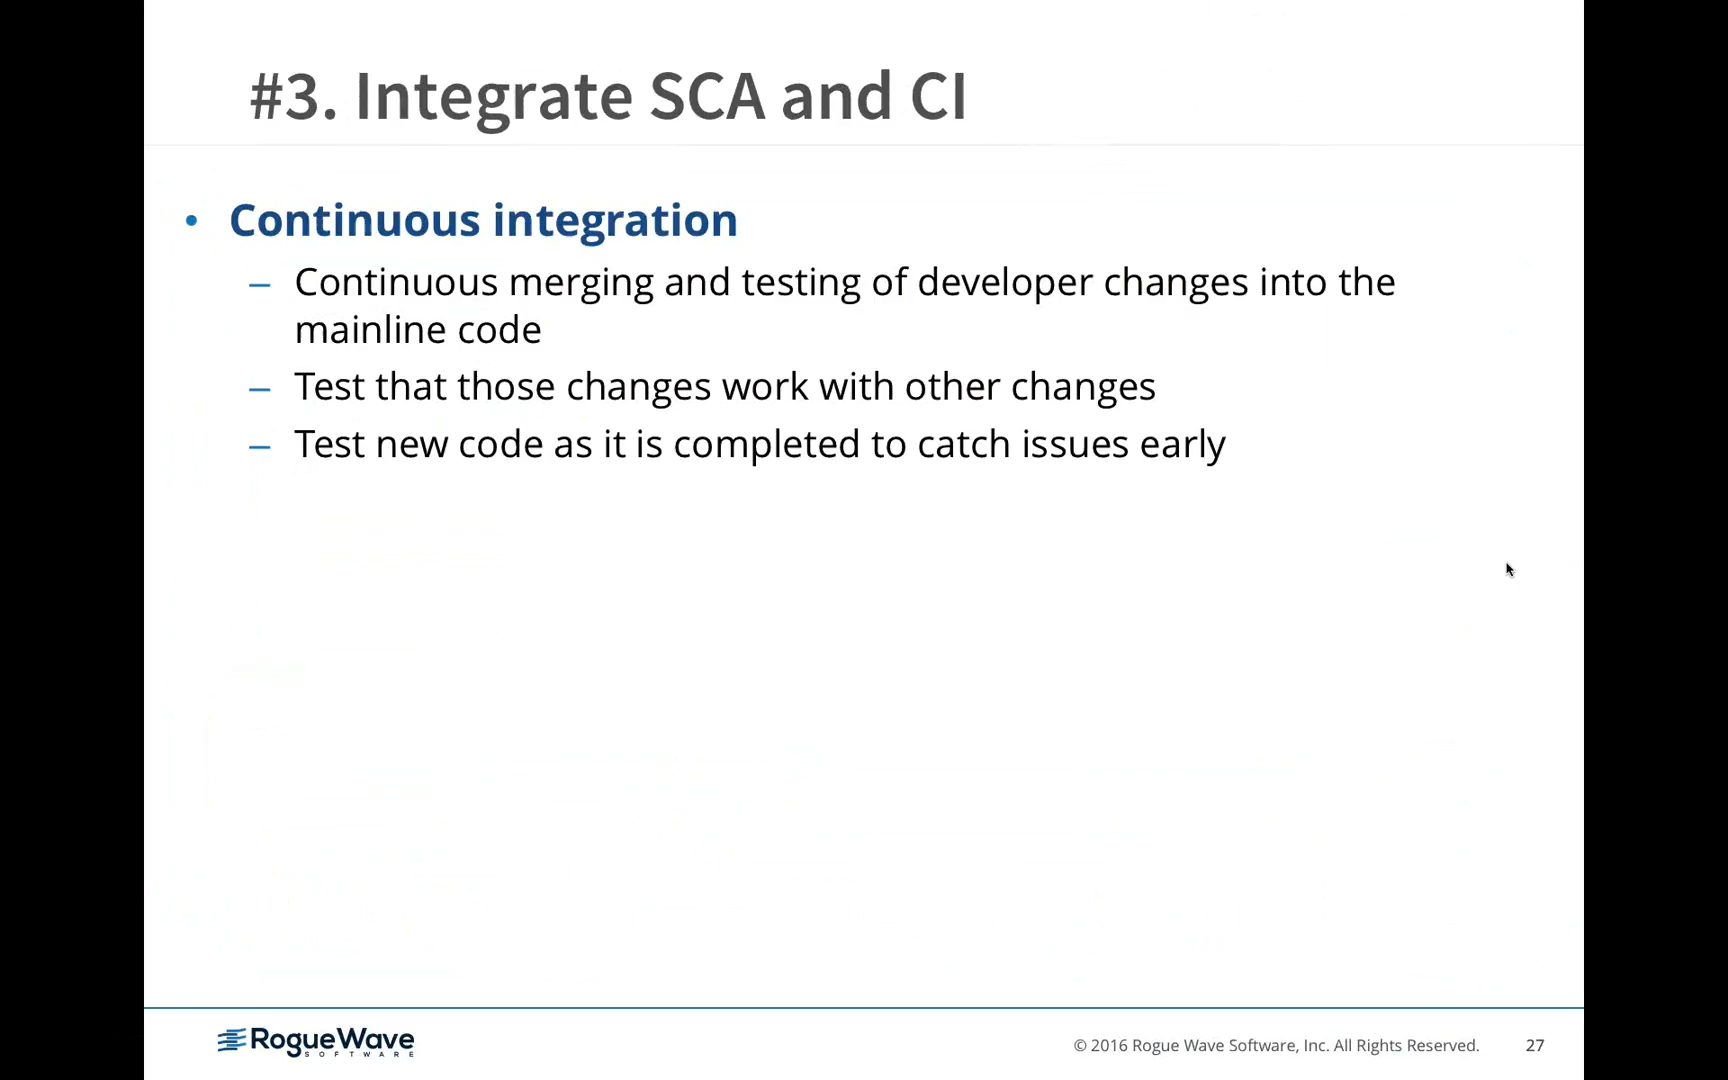 #3. Integrate SCA and CI
• Continuous integration
– Continuous merging and testing of developer changes into the
mainline code
– Test that those changes work with other changes
– Test new code as it is completed to catch issues early
RogueWave
SOFTWARE
© 2016 Rogue Wave Software, Inc. All Rights Reserved. 27